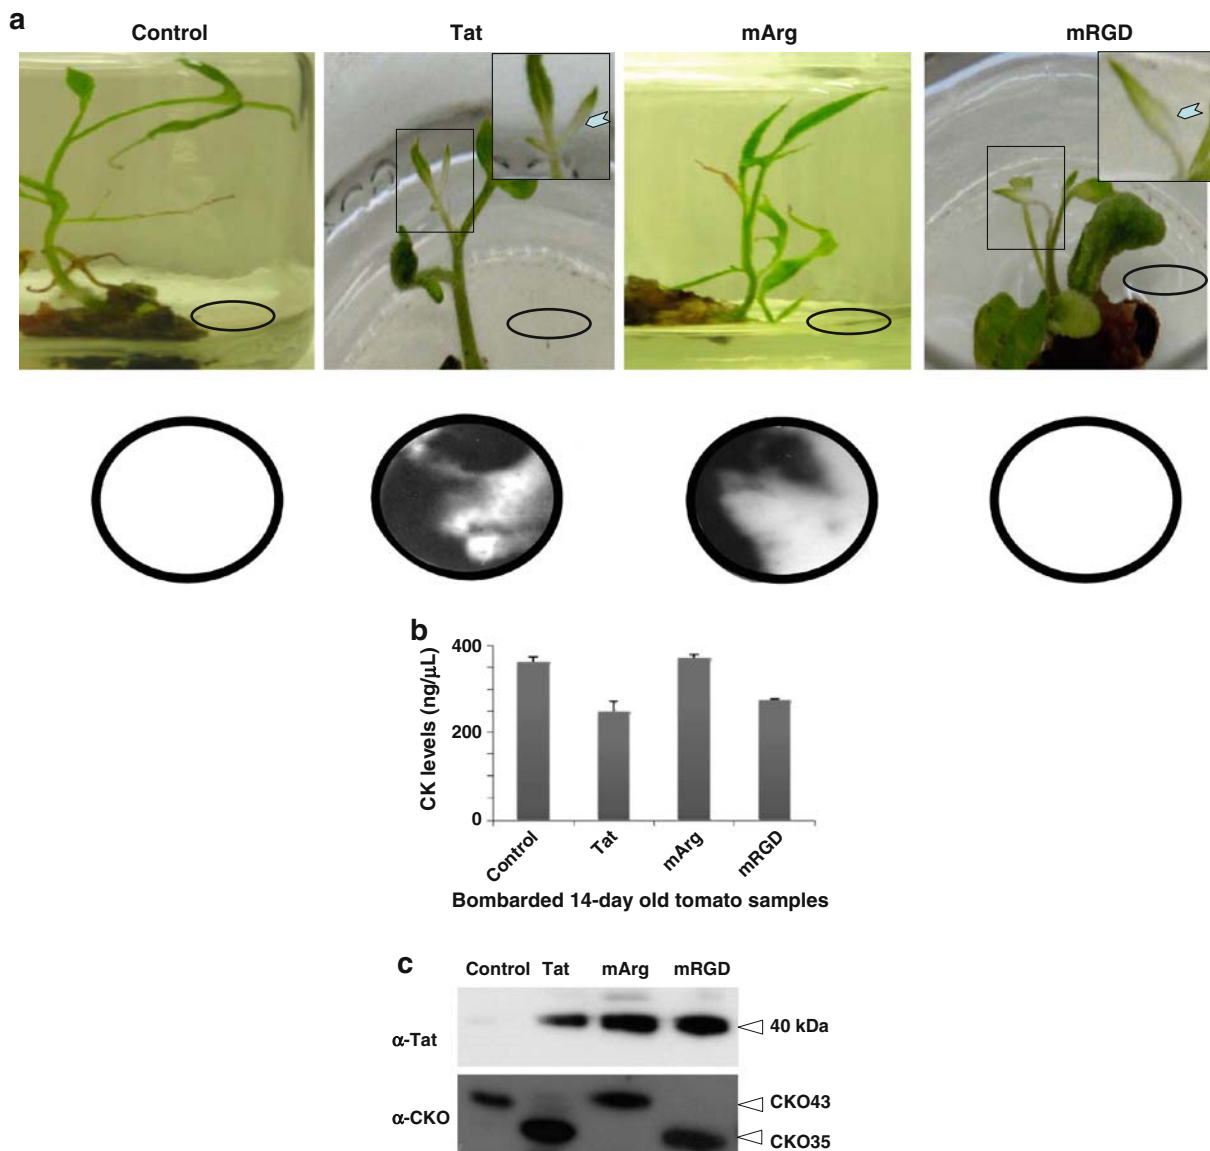 a
Control Tat mArg mRGD
b
CK levels (ng/µL)
400
200
0
Control Tat mArg mRGD
Bombarded 14-day old tomato samples
c
Control Tat mArg mRGD
α-Tat
40 kDa
α-CKO
CKO43
CKO35